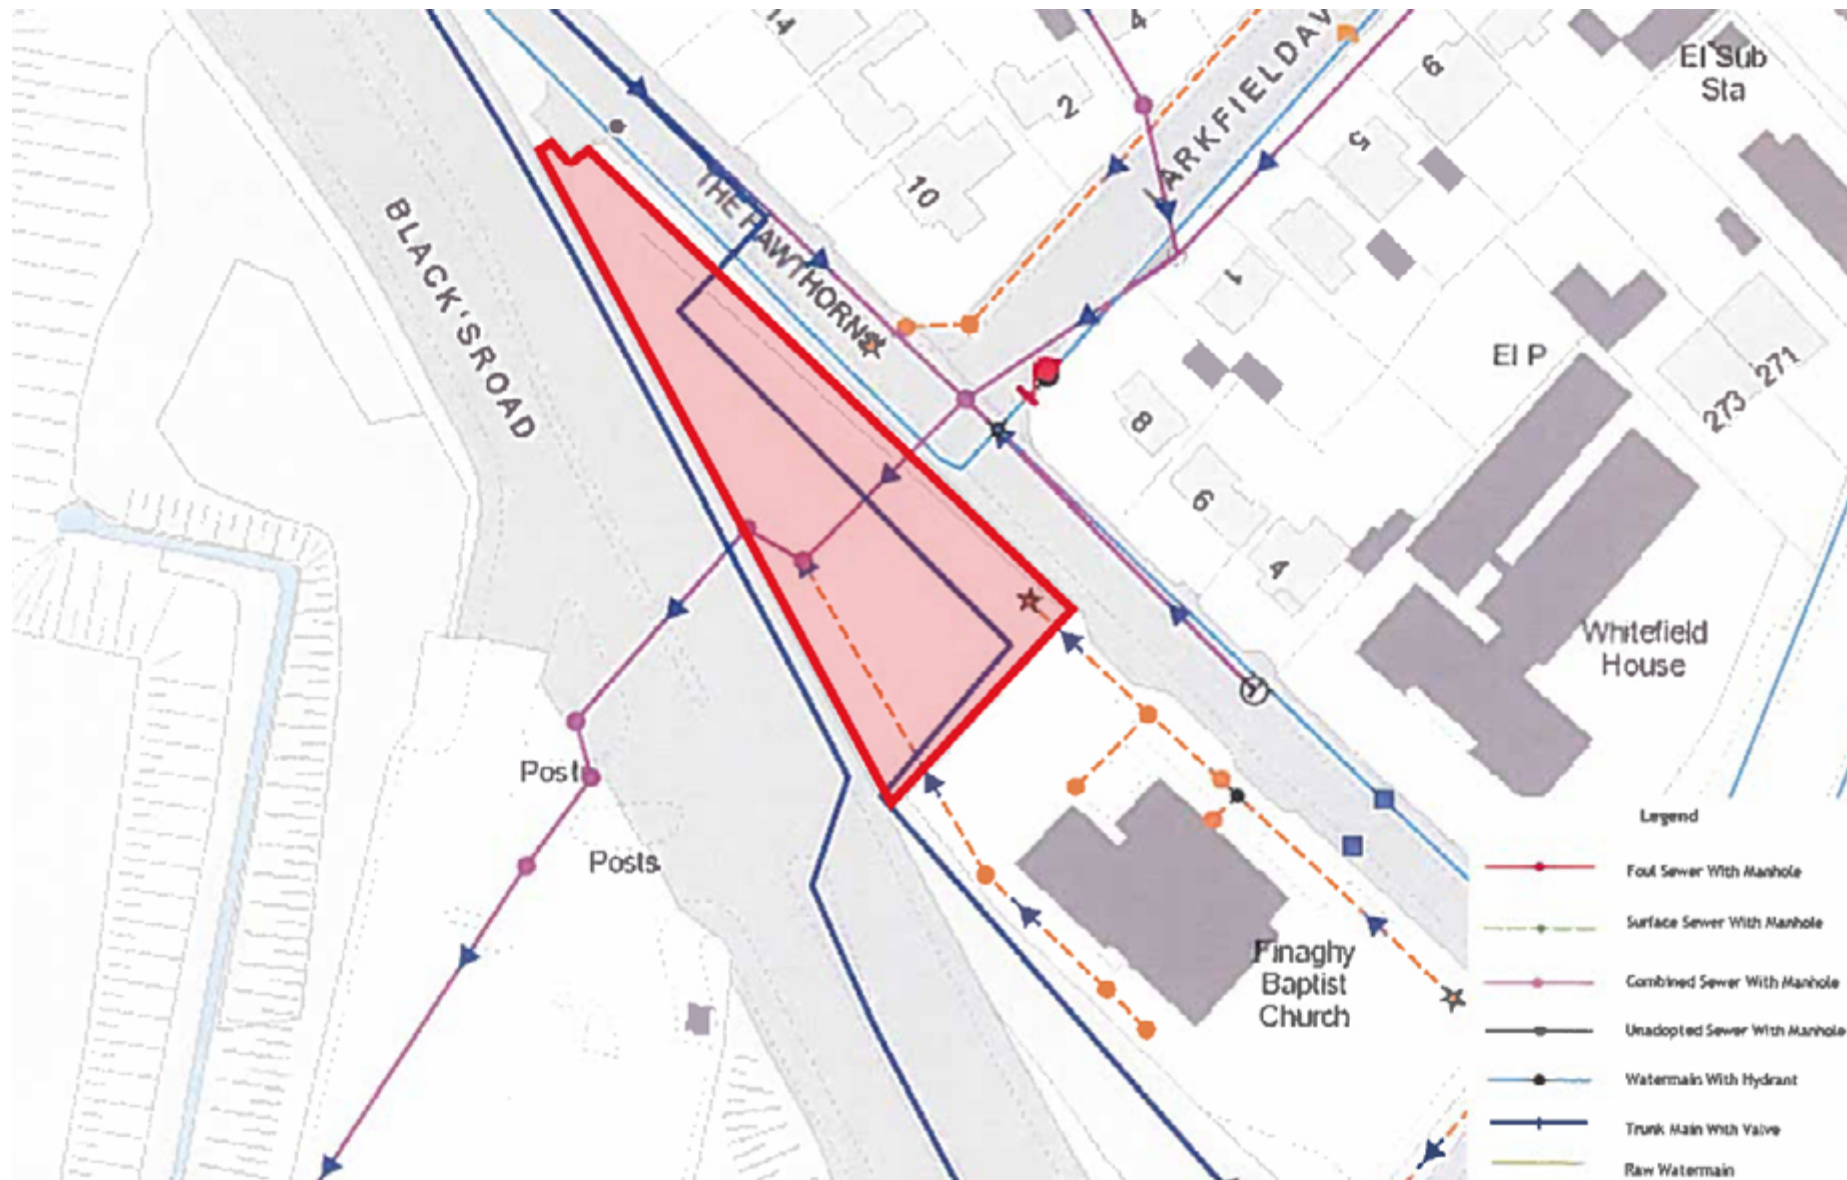 14
4
2
10
6
5
1
El Sub
Sta
LARKFIELDAV
THE HAWTHORNS
BLACK'SROAD
El P
271
273
8
6
4
Whitefield
House
Post
Posts
Finaghy
Baptist
Church
Legend
Foul Sewer With Manhole
Surface Sewer With Manhole
Combined Sewer With Manhole
Unadopted Sewer With Manhole
Watermain With Hydrant
Trunk Main With Valve
Raw Watermain